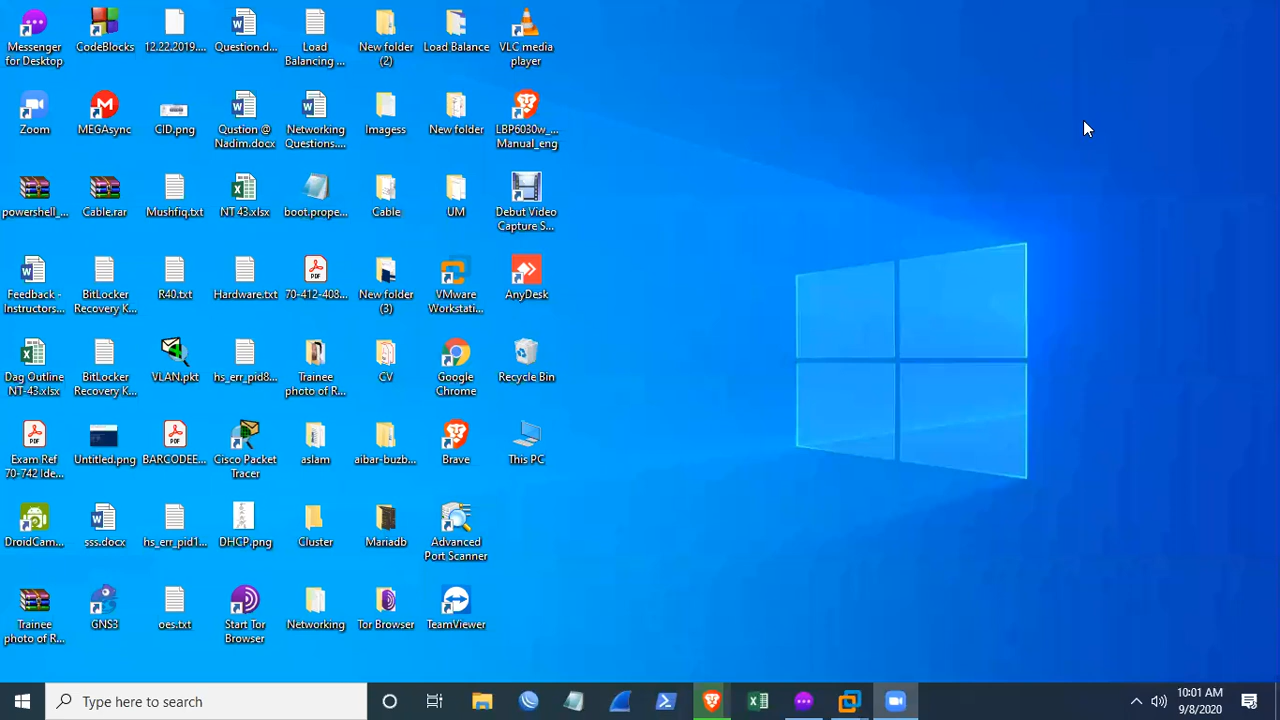 Messenger
for Desktop
CodeBlocks
12.22.2019....
Question.d...
Load
Balancing ...
New folder
(2)
Load Balance
VLC media
player
Zoom
MEGAsync
CID.png
Qustion @
Nadim.docx
Networking
Questions....
Imagess
New folder
LBP6030w_...
Manual_eng
powershell_...
Cable.rar
Mushfiq.txt
NT 43.xlsx
boot.prope...
Cable
UM
Debut Video
Capture S...
Feedback -
Instructors...
BitLocker
Recovery K...
R40.txt
Hardware.txt
70-412-408...
New folder
(3)
VMware
Workstati...
AnyDesk
Dag Outline
NT-43.xlsx
BitLocker
Recovery K...
VLAN.pkt
hs_err_pid8...
Trainee
photo of R...
CV
Google
Chrome
Recycle Bin
Exam Ref
70-742 Ide...
Untitled.png
BARCODEE...
Cisco Packet
Tracer
aslam
aibar-buzb...
Brave
This PC
DroidCam...
sss.docx
hs_err_pid1...
DHCP.png
Cluster
Mariadb
Advanced
Port Scanner
Trainee
photo of R...
GNS3
oes.txt
Start Tor
Browser
Networking
Tor Browser
TeamViewer
Type here to search
10:01 AM
9/8/2020